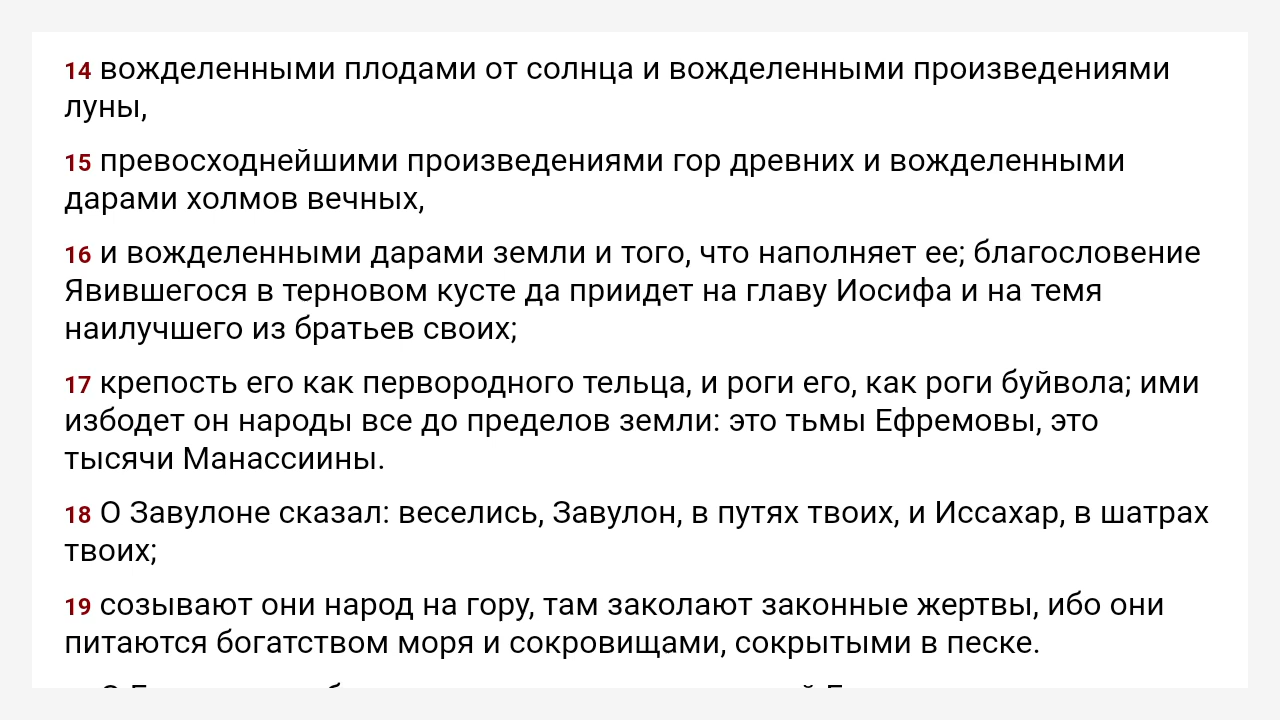 14 вожделенными плодами от солнца и вожделенными произведениями
луны,
15 превосходнейшими произведениями гор древних и вожделенными
дарами холмов вечных,
16 и вожделенными дарами земли и того, что наполняет ее; благословение
Явившегося в терновом кусте да приидет на главу Иосифа и на темя
наилучшего из братьев своих;
17 крепость его как первородного тельца, и роги его, как роги буйвола; ими
избодет он народы все до пределов земли: это тьмы Ефремовы, это
тысячи Манассиины.
18 О Завулоне сказал: веселись, Завулон, в путях твоих, и Иссахар, в шатрах
твоих;
19 созывают они народ на гору, там заколают законные жертвы, ибо они
питаются богатством моря и сокровищами, сокрытыми в песке.